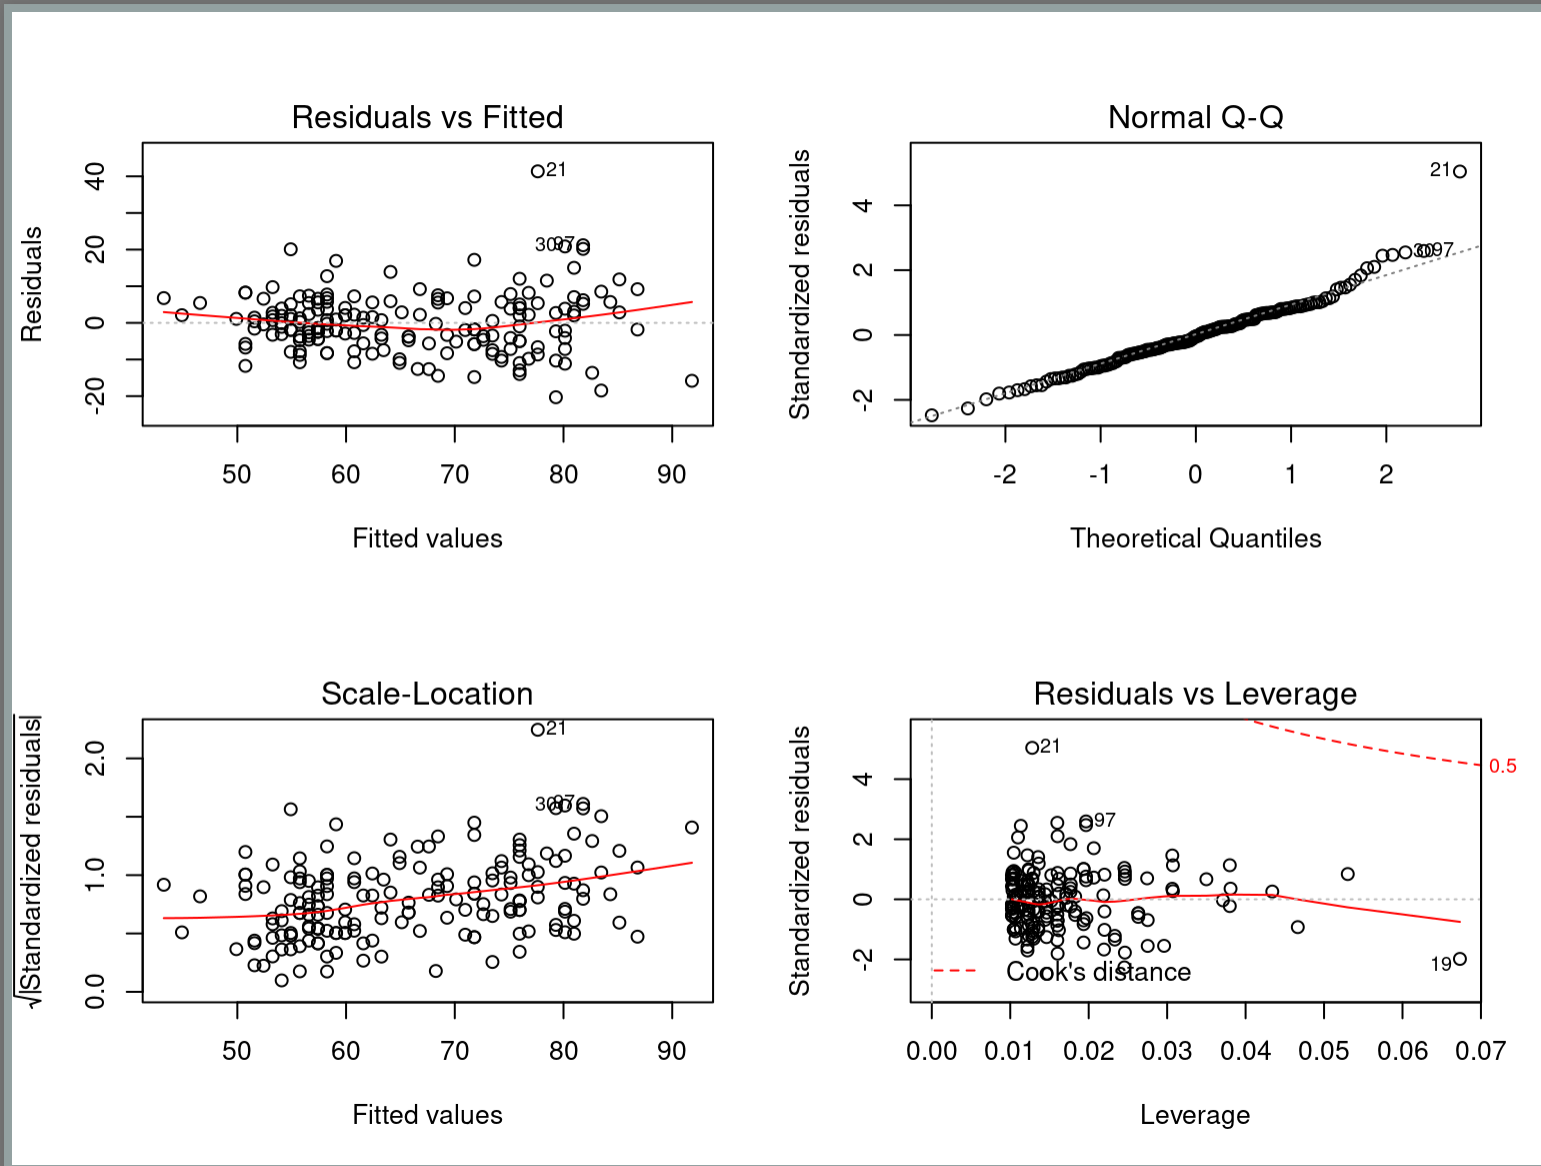 Residuals vs Fitted
Residuals
40
20
0
-20
21
3097
50 60 70 80 90
Fitted values
Normal Q-Q
Standardized residuals
4
2
0
-2
21
3097
-2 -1 0 1 2
Theoretical Quantiles
Scale-Location
√|Standardized residuals|
2.0
1.0
0.0
21
3097
50 60 70 80 90
Fitted values
Residuals vs Leverage
Standardized residuals
4
2
0
-2
21
97
19
0.5
Cook's distance
0.00 0.01 0.02 0.03 0.04 0.05 0.06 0.07
Leverage